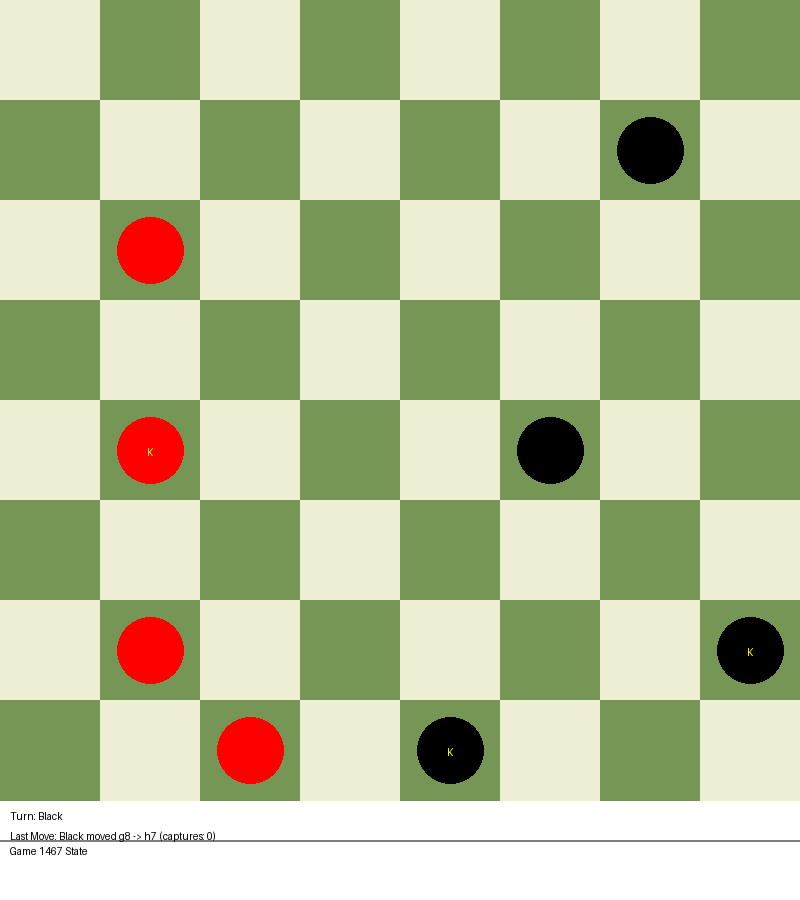 K
K
K
Turn: Black
Last Move: Black moved g8 -> h7 (captures: 0)
Game 1467 State